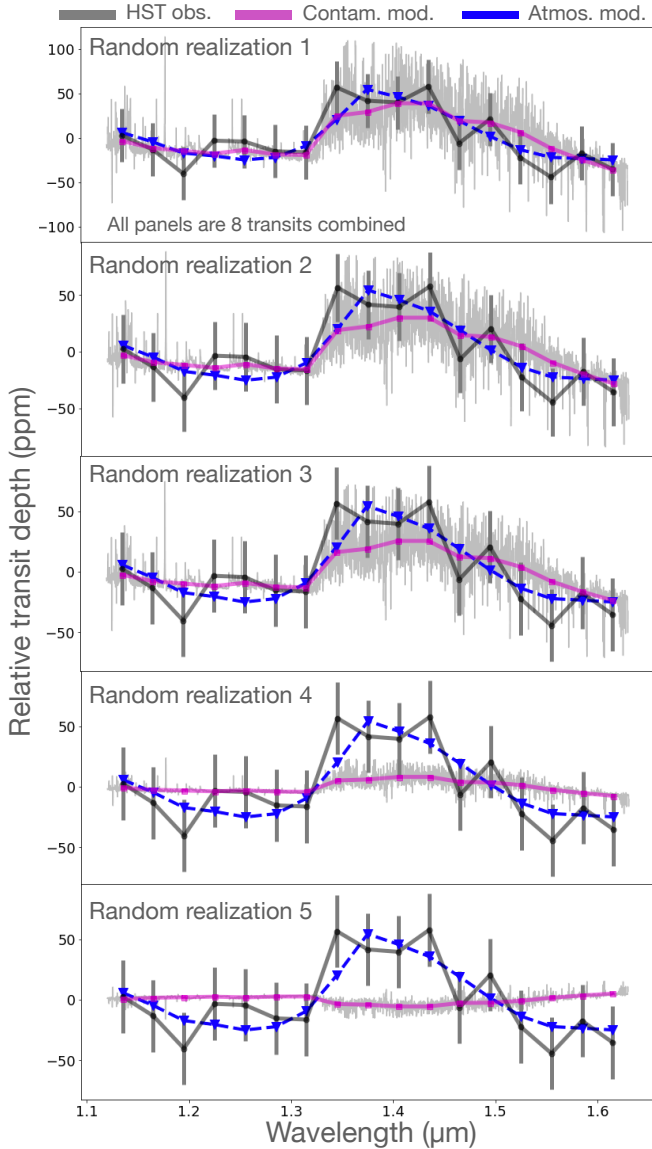 HST obs. Contam. mod. Atmos. mod.
Random realization 1
100
50
0
−50
−100
All panels are 8 transits combined
Random realization 2
50
0
−50
Random realization 3
50
0
−50
Random realization 4
50
0
−50
Random realization 5
50
0
−50
Relative transit depth (ppm)
1.1 1.2 1.3 1.4 1.5 1.6
Wavelength (μm)